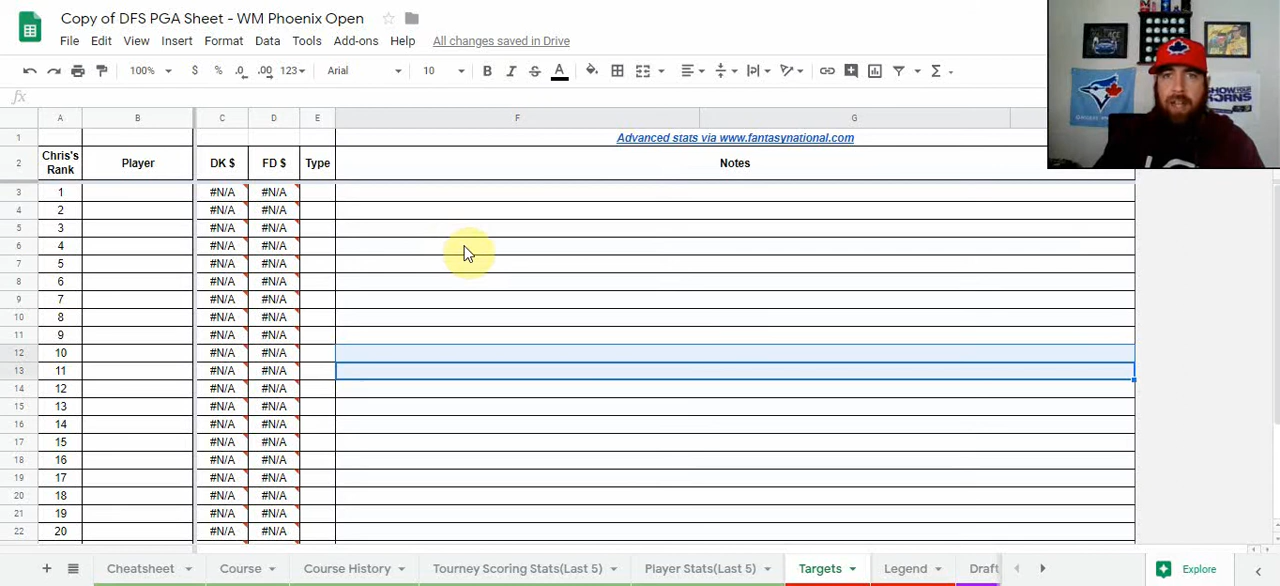 Copy of DFS PGA Sheet - WM Phoenix Open
File Edit View Insert Format Data Tools Add-ons Help All changes saved in Drive
100% $ % .0 .00 123 Arial 10 B I S A Σ
fx
A B C D E F G
1 Advanced stats via www.fantasynational.com
2 Chris's Rank Player DK $ FD $ Type Notes
3 1 #N/A #N/A
4 2 #N/A #N/A
5 3 #N/A #N/A
6 4 #N/A #N/A
7 5 #N/A #N/A
8 6 #N/A #N/A
9 7 #N/A #N/A
10 8 #N/A #N/A
11 9 #N/A #N/A
12 10 #N/A #N/A
13 11 #N/A #N/A
14 12 #N/A #N/A
15 13 #N/A #N/A
16 14 #N/A #N/A
17 15 #N/A #N/A
18 16 #N/A #N/A
19 17 #N/A #N/A
20 18 #N/A #N/A
21 19 #N/A #N/A
22 20 #N/A #N/A
Cheatsheet Course Course History Tourney Scoring Stats(Last 5) Player Stats(Last 5) Targets Legend Draft Explore